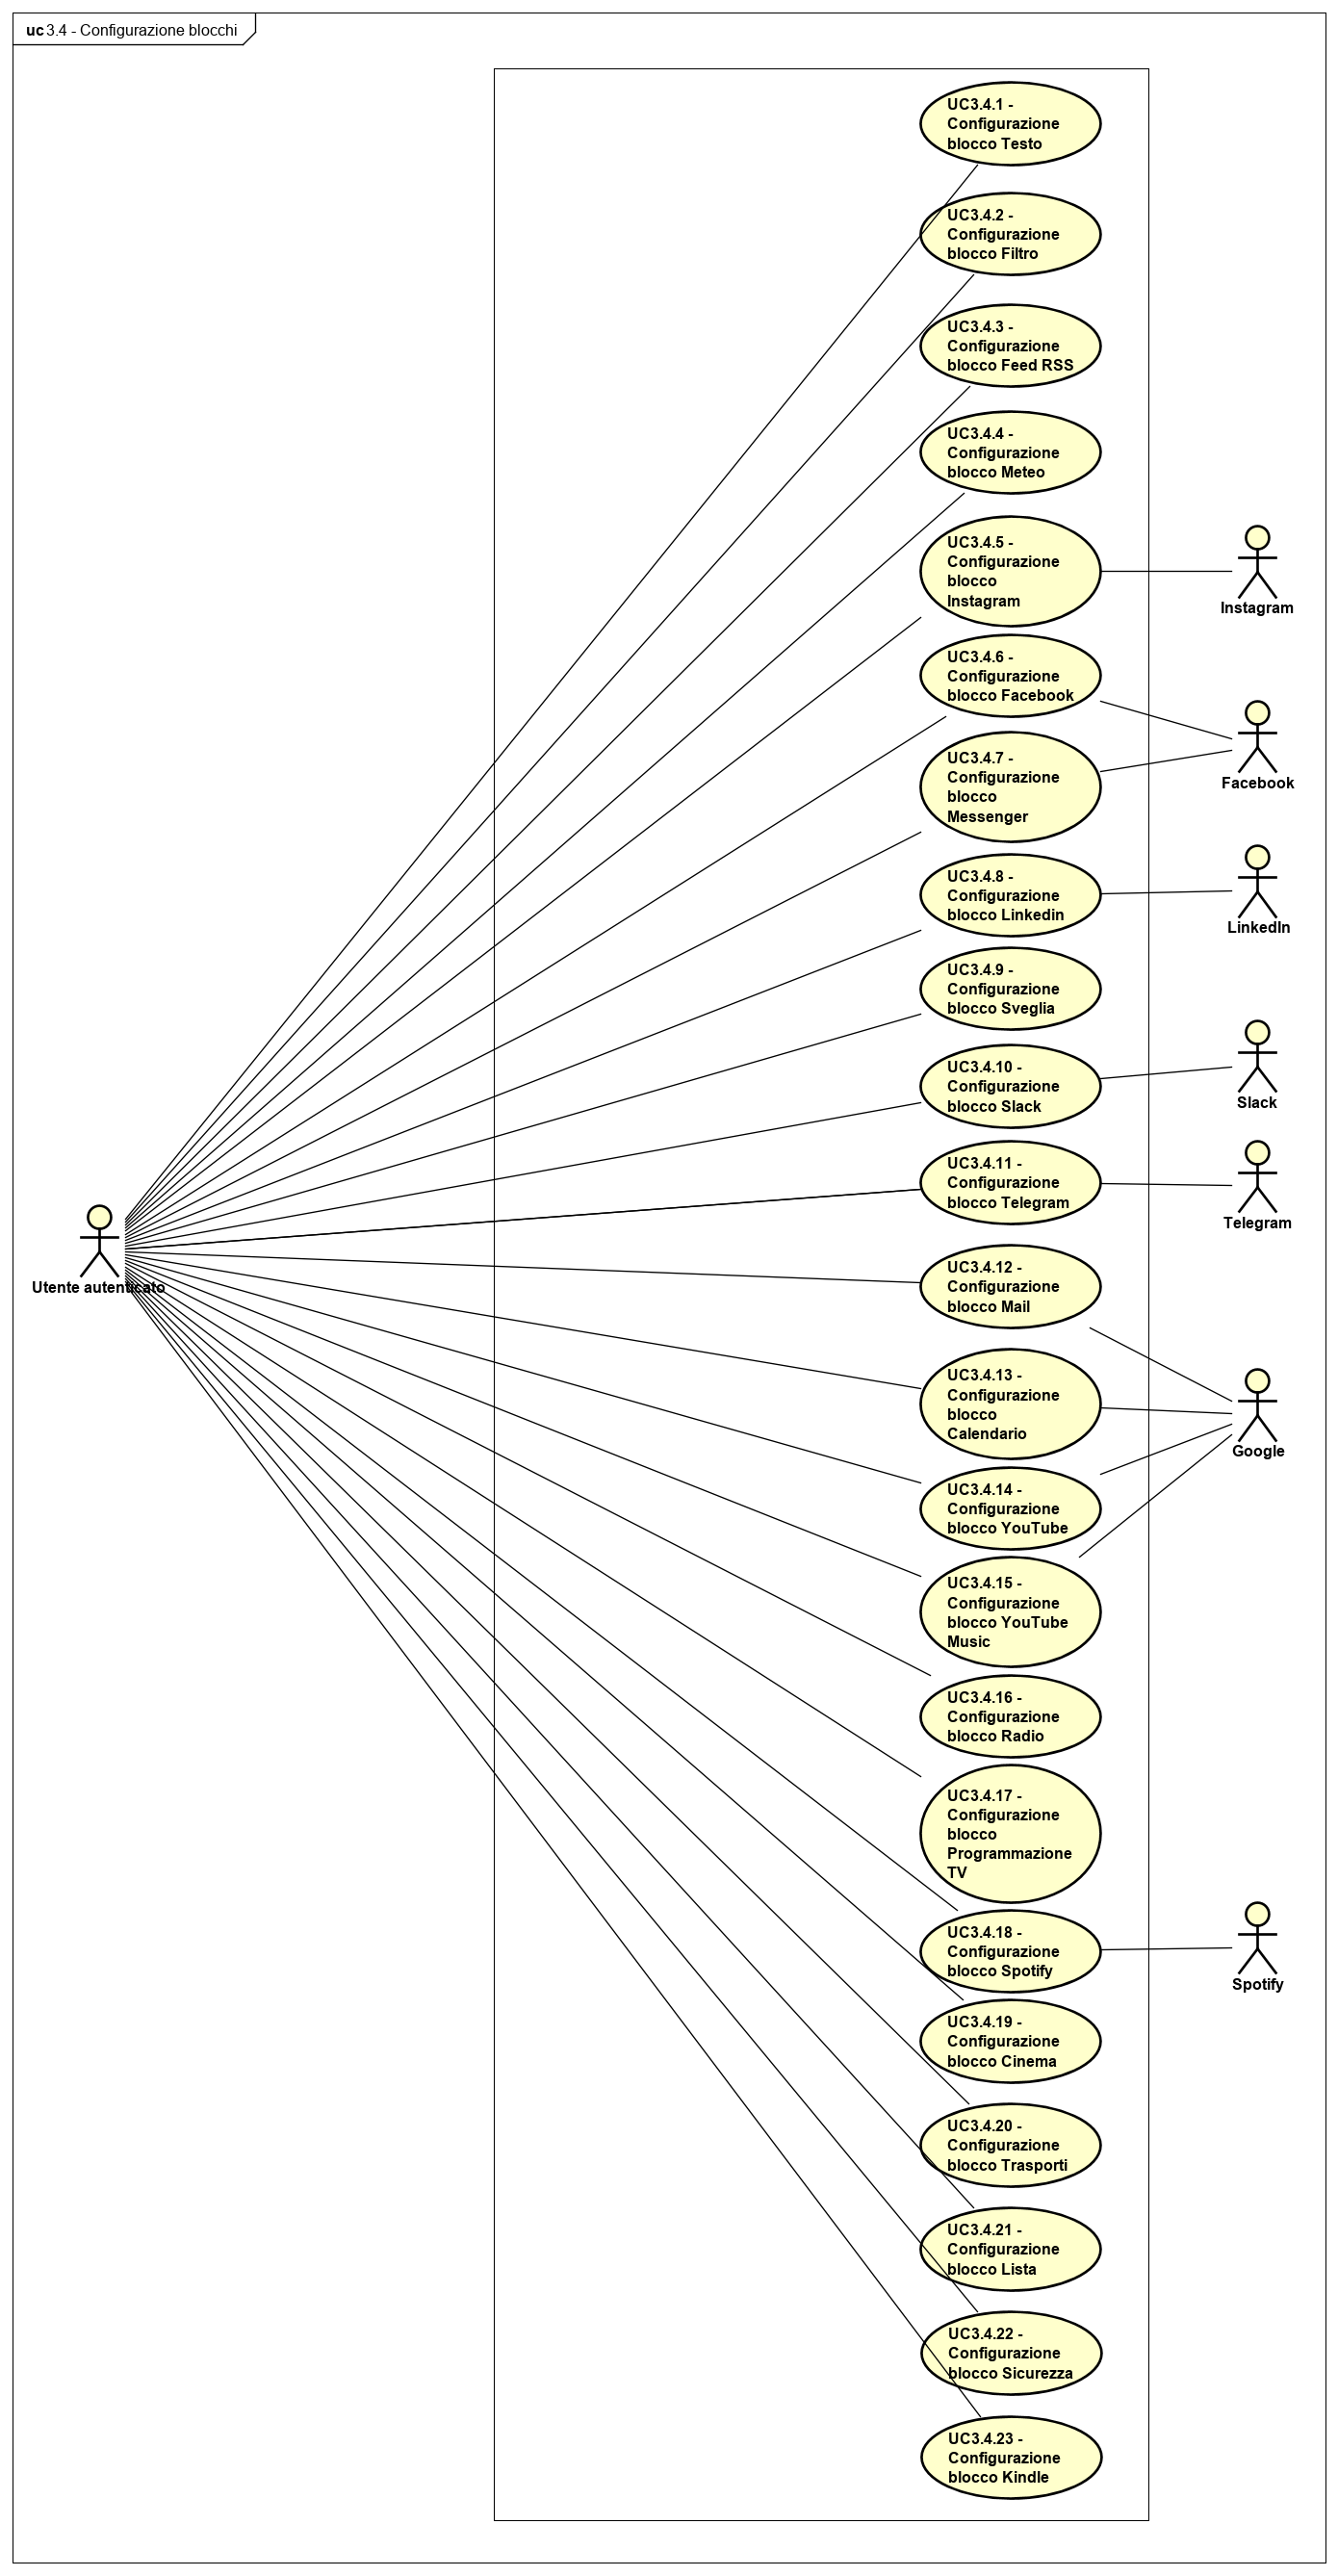 uc 3.4 - Configurazione blocchi
UC3.4.1 -
Configurazione
blocco Testo
UC3.4.2 -
Configurazione
blocco Filtro
UC3.4.3 -
Configurazione
blocco Feed RSS
UC3.4.4 -
Configurazione
blocco Meteo
UC3.4.5 -
Configurazione
blocco
Instagram
Instagram
UC3.4.6 -
Configurazione
blocco Facebook
UC3.4.7 -
Configurazione
blocco
Messenger
Facebook
UC3.4.8 -
Configurazione
blocco Linkedin
LinkedIn
UC3.4.9 -
Configurazione
blocco Sveglia
UC3.4.10 -
Configurazione
blocco Slack
Slack
UC3.4.11 -
Configurazione
blocco Telegram
Telegram
Utente autenticato
UC3.4.12 -
Configurazione
blocco Mail
UC3.4.13 -
Configurazione
blocco
Calendario
Google
UC3.4.14 -
Configurazione
blocco YouTube
UC3.4.15 -
Configurazione
blocco YouTube
Music
UC3.4.16 -
Configurazione
blocco Radio
UC3.4.17 -
Configurazione
blocco
Programmazione
TV
UC3.4.18 -
Configurazione
blocco Spotify
Spotify
UC3.4.19 -
Configurazione
blocco Cinema
UC3.4.20 -
Configurazione
blocco Trasporti
UC3.4.21 -
Configurazione
blocco Lista
UC3.4.22 -
Configurazione
blocco Sicurezza
UC3.4.23 -
Configurazione
blocco Kindle